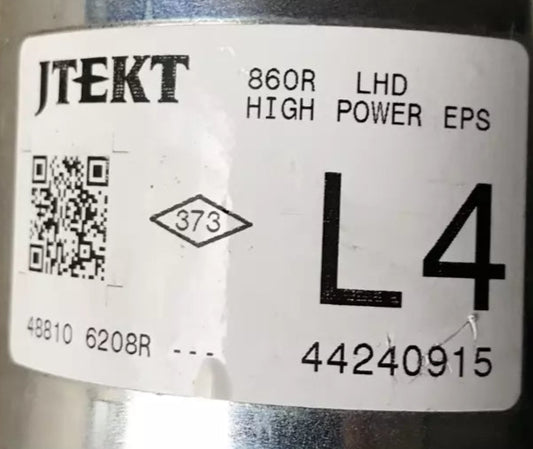 JTEKT
860R LHD
HIGH POWER EPS
373
L4
48810 6208R ---
44240915